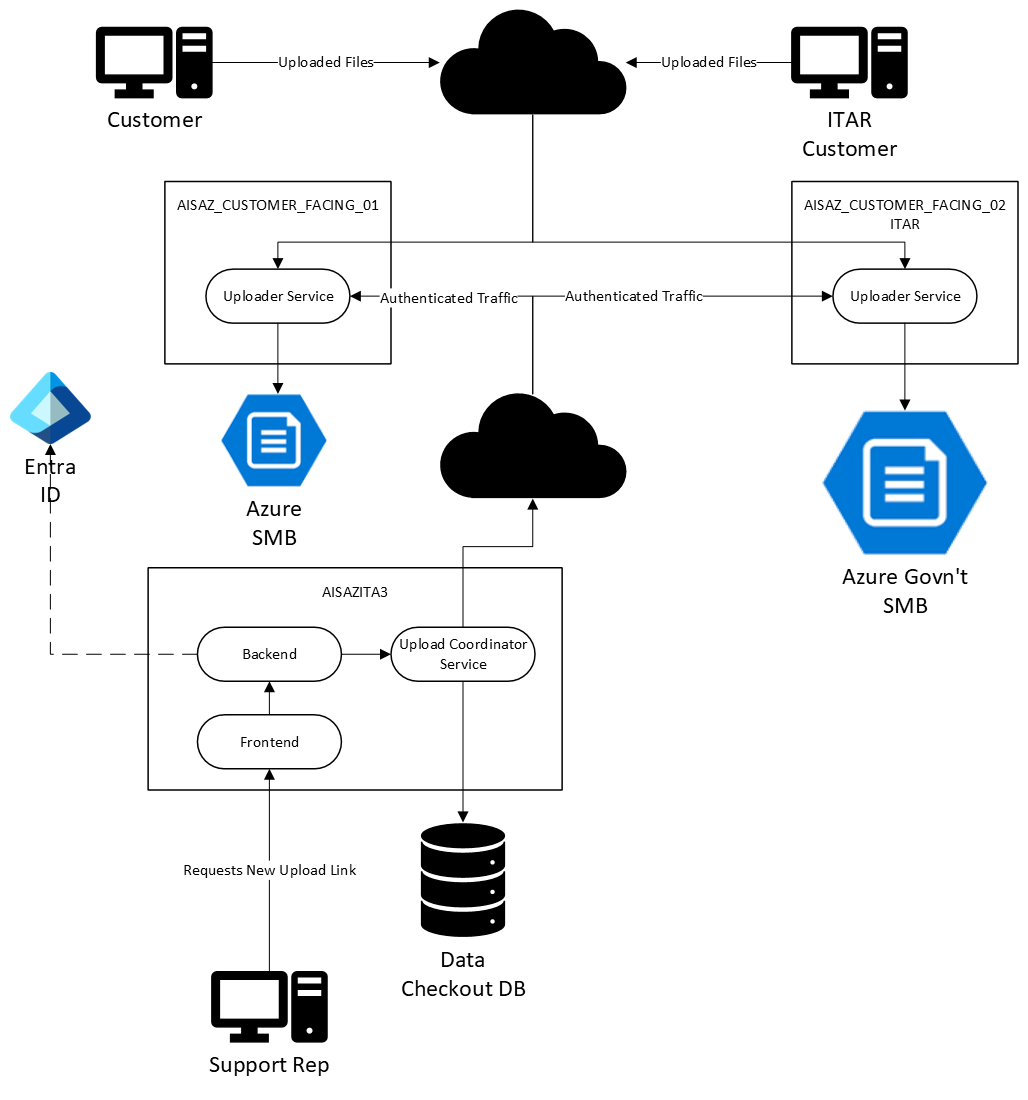 Uploaded Files
Uploaded Files
Customer
ITAR
Customer
AISAZ_CUSTOMER_FACING_01
AISAZ_CUSTOMER_FACING_02
ITAR
Uploader Service
Authenticated Traffic
Authenticated Traffic
Uploader Service
Entra
ID
Azure
SMB
Azure Govn't
SMB
AISAZITA3
Backend
Upload Coordinator
Service
Frontend
Requests New Upload Link
Data
Checkout DB
Support Rep